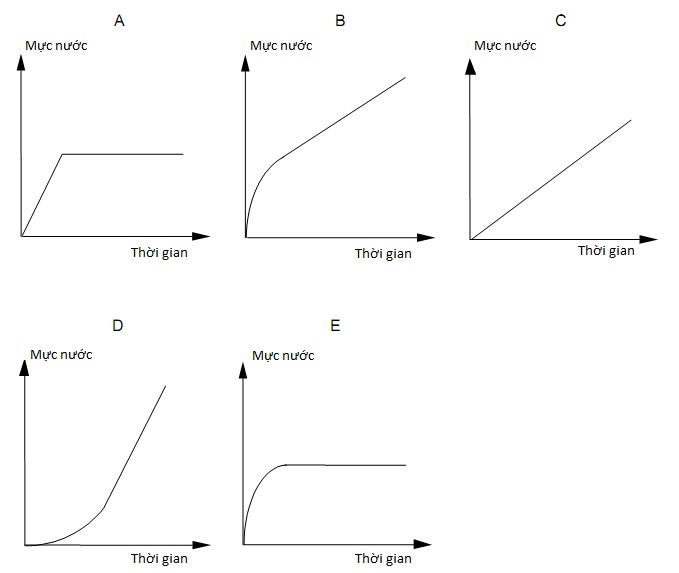 A
Mực nước
Thời gian
B
Mực nước
Thời gian
C
Mực nước
Thời gian
D
Mực nước
Thời gian
E
Mực nước
Thời gian